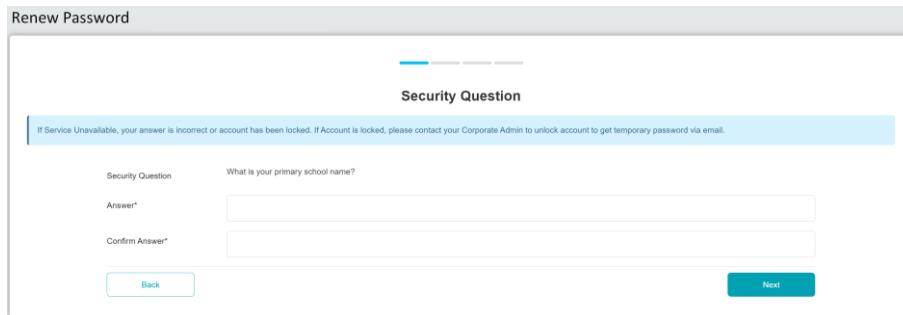 Renew Password
Security Question
If Service Unavailable, your answer is incorrect or account has been locked. If Account is locked, please contact your Corporate Admin to unlock account to get temporary password via email.
Security Question What is your primary school name?
Answer*
Confirm Answer*
Back Next